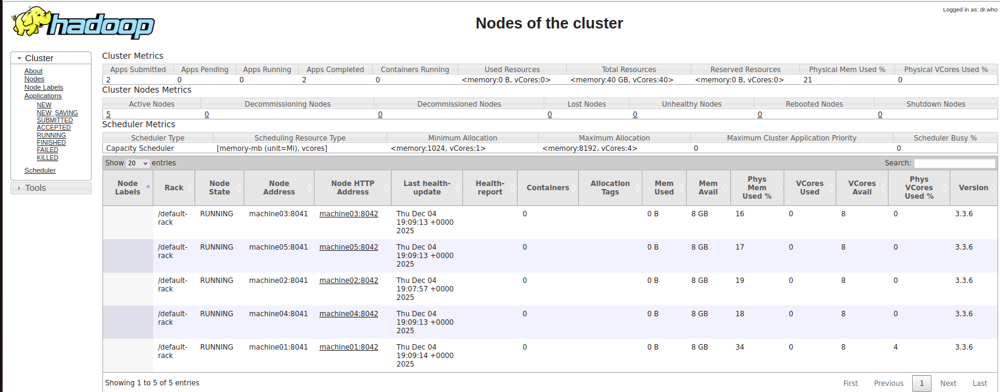 hadoop
Nodes of the cluster
Logged in as: dr.who
Cluster
About
Nodes
Node Labels
Applications
NEW
NEW_SAVING
SUBMITTED
ACCEPTED
RUNNING
FINISHED
FAILED
KILLED
Scheduler
Tools
Cluster Metrics
Apps Submitted Apps Pending Apps Running Apps Completed Containers Running Used Resources Total Resources Reserved Resources Physical Mem Used % Physical VCores Used %
2 0 0 2 0 <memory:0 B, vCores:0> <memory:40 GB, vCores:40> <memory:0 B, vCores:0> 21 0
Cluster Nodes Metrics
Active Nodes Decommissioning Nodes Decommissioned Nodes Lost Nodes Unhealthy Nodes Rebooted Nodes Shutdown Nodes
5 0 0 0 0 0 0
Scheduler Metrics
Scheduler Type Scheduling Resource Type Minimum Allocation Maximum Allocation Maximum Cluster Application Priority Scheduler Busy %
Capacity Scheduler [memory-mb (unit=Mi), vcores] <memory:1024, vCores:1> <memory:8192, vCores:4> 0 0
Show 20 entries Search:
Node Labels Rack Node State Node Address Node HTTP Address Last health-update Health-report Containers Allocation Tags Mem Used Mem Avail Phys Mem Used % VCores Used VCores Avail Phys VCores Used % Version
/default-rack RUNNING machine03:8041 machine03:8042 Thu Dec 04 19:09:13 +0000 2025 0 0 B 8 GB 16 0 8 0 3.3.6
/default-rack RUNNING machine05:8041 machine05:8042 Thu Dec 04 19:09:13 +0000 2025 0 0 B 8 GB 17 0 8 0 3.3.6
/default-rack RUNNING machine02:8041 machine02:8042 Thu Dec 04 19:07:57 +0000 2025 0 0 B 8 GB 19 0 8 0 3.3.6
/default-rack RUNNING machine04:8041 machine04:8042 Thu Dec 04 19:09:13 +0000 2025 0 0 B 8 GB 18 0 8 0 3.3.6
/default-rack RUNNING machine01:8041 machine01:8042 Thu Dec 04 19:09:14 +0000 2025 0 0 B 8 GB 34 0 8 4 3.3.6
Showing 1 to 5 of 5 entries
First Previous 1 Next Last